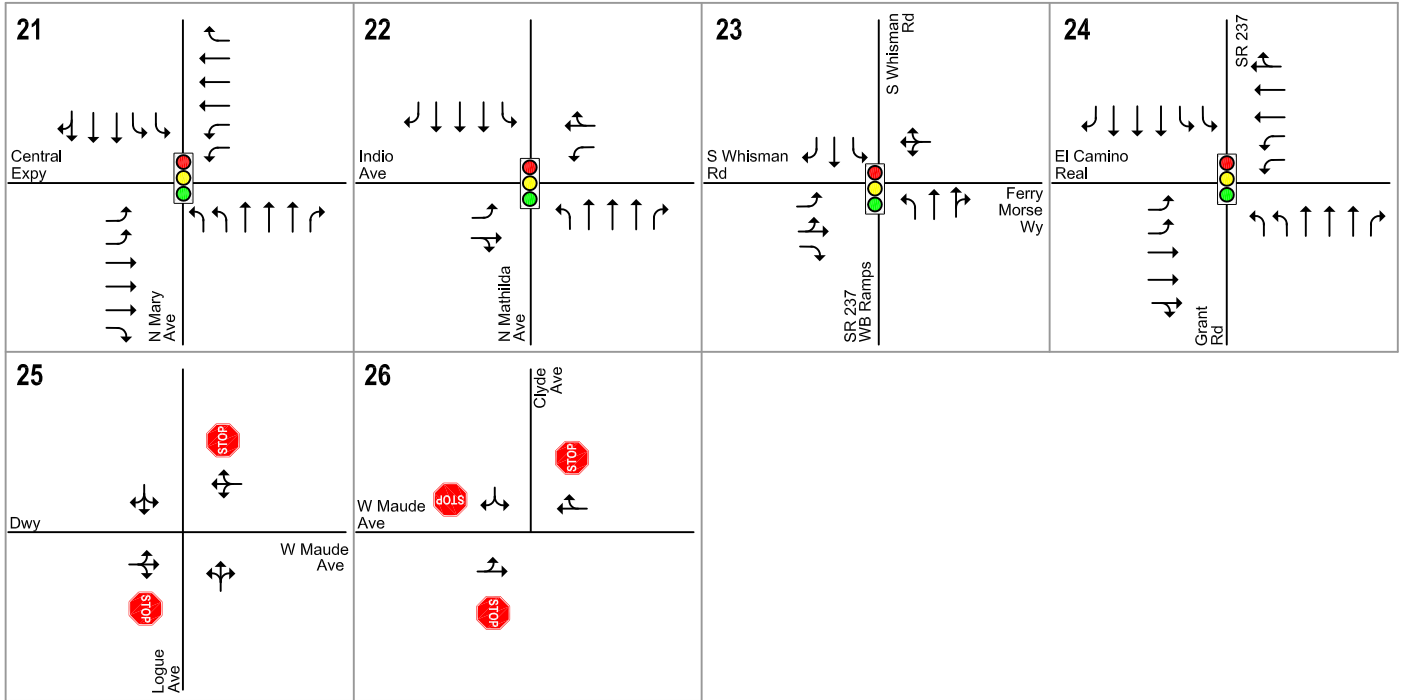 21
Central
Expy
N Mary
Ave
22
Indio
Ave
N Mathilda
Ave
23
S Whisman
Rd
S Whisman
Rd
Ferry
Morse
Wy
SR 237
WB Ramps
24
SR 237
El Camino
Real
Grant
Rd
25
STOP
Dwy
W Maude
Ave
STOP
Logue
Ave
26
Clyde
Ave
STOP
W Maude
Ave
STOP
STOP